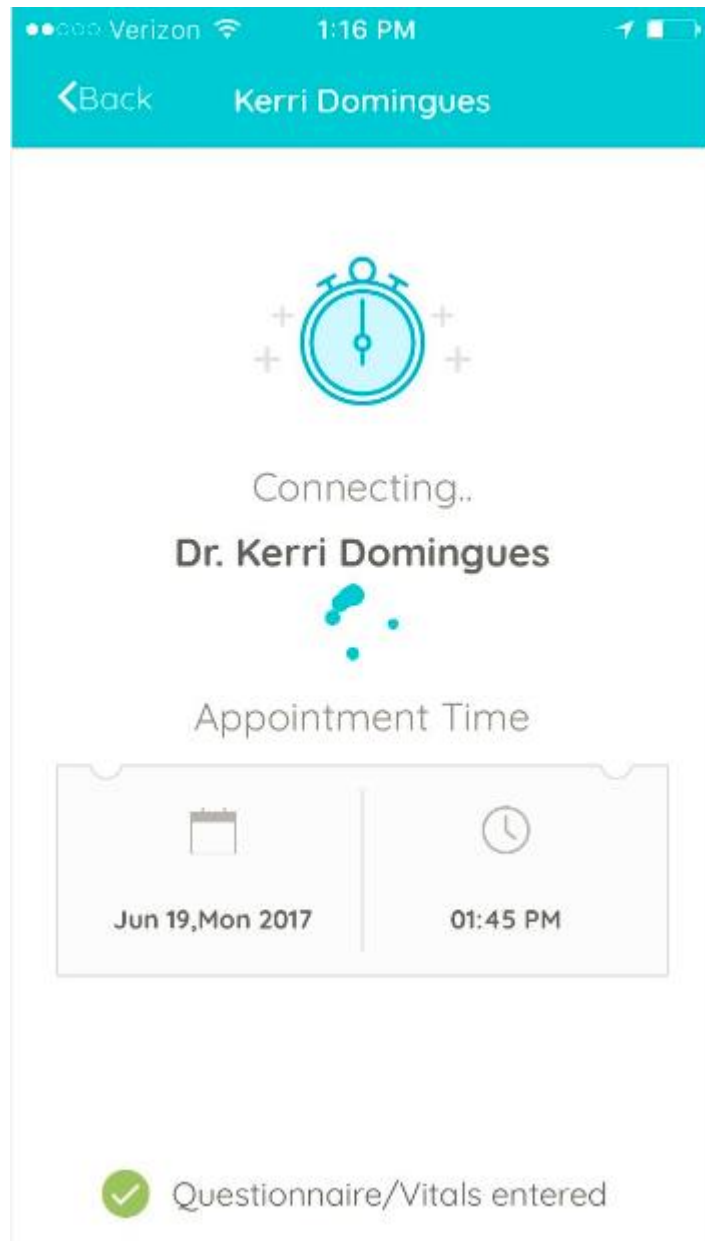 Verizon 1:16 PM
Back Kerri Domingues
Connecting..
Dr. Kerri Domingues
Appointment Time
Jun 19,Mon 2017 01:45 PM
Questionnaire/Vitals entered